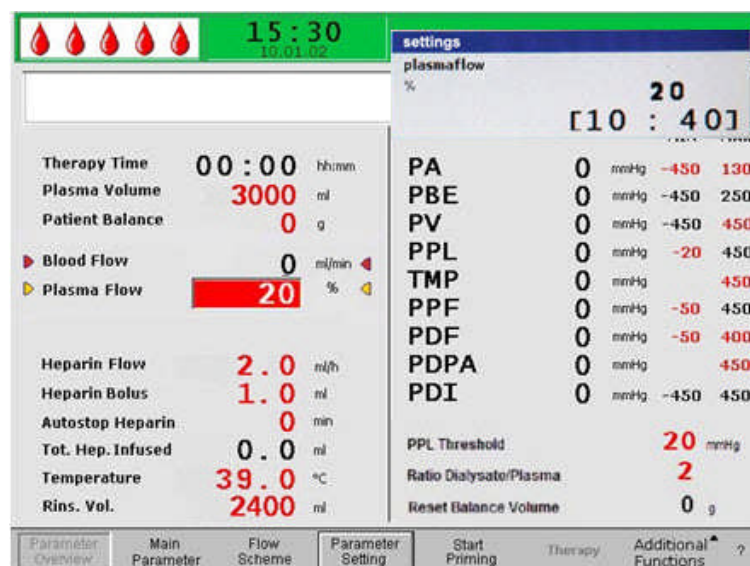 15:30
10.01.02
settings
plasmaflow
% 20
[10 : 40]
Therapy Time 00:00 hh:mm
Plasma Volume 3000 ml
Patient Balance 0 g
Blood Flow 0 ml/min
Plasma Flow 20 %
Heparin Flow 2.0 ml/h
Heparin Bolus 1.0 ml
Autostop Heparin 0 min
Tot. Hep. Infused 0.0 ml
Temperature 39.0 °C
Rins. Vol. 2400 ml
PA 0 mmHg -450 130
PBE 0 mmHg -450 250
PV 0 mmHg -450 450
PPL 0 mmHg -20 450
TMP 0 mmHg 450
PPF 0 mmHg -50 450
PDF 0 mmHg -50 400
PDPA 0 mmHg 450
PDI 0 mmHg -450 450
PPL Threshold 20 mmHg
Ratio Dialysate/Plasma 2
Reset Balance Volume 0 g
Parameter Overview
Main Parameter
Flow Scheme
Parameter Setting
Start Priming
Therapy
Additional Functions
?